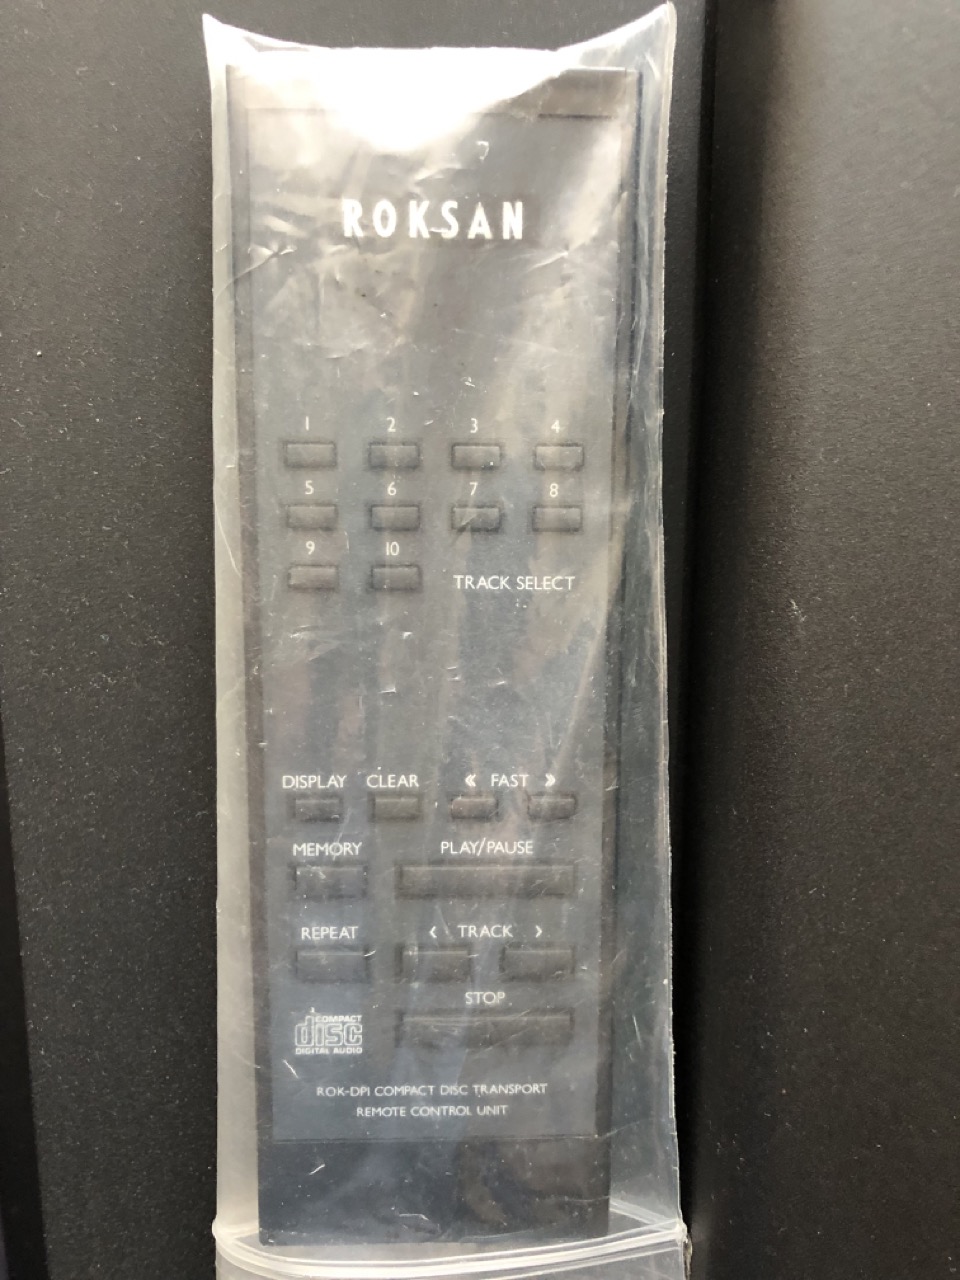 ROKSAN
1 2 3 4
5 6 7 8
9 10
TRACK SELECT
DISPLAY CLEAR « FAST »
MEMORY PLAY/PAUSE
REPEAT ‹ TRACK ›
STOP
COMPACT
disc
DIGITAL AUDIO
ROK-DP1 COMPACT DISC TRANSPORT
REMOTE CONTROL UNIT